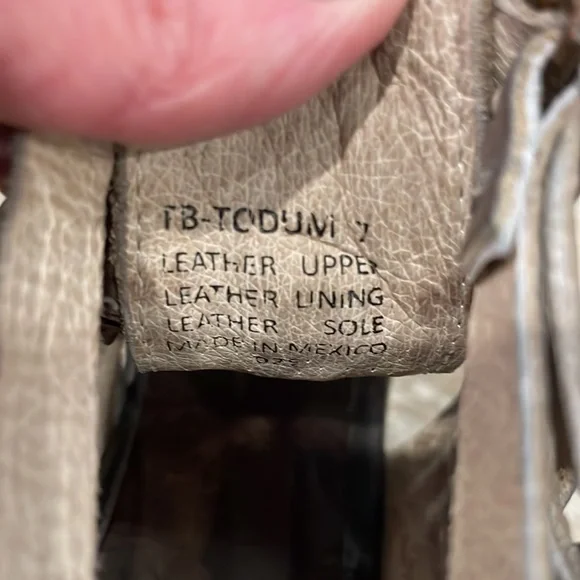 TB-TODUM 7
LEATHER UPPER
LEATHER LINING
LEATHER SOLE
MADE IN MEXICO